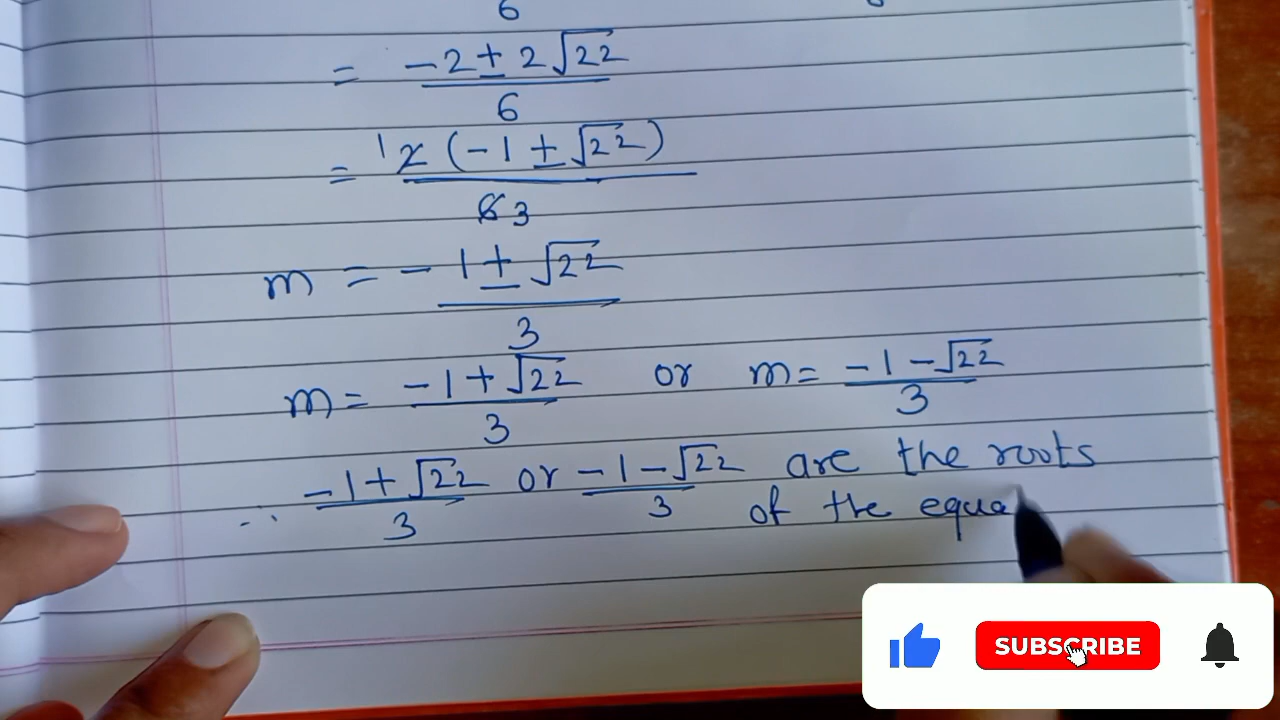 6
= -2 ± 2√22
6
= 1 2 (-1 ± √22)
6 3
m = -1 ± √22
3
m = -1 + √22 or m = -1 - √22
3 3
∴ -1 + √22 or -1 - √22 are the roots
3 3 of the equa
SUBSCRIBE